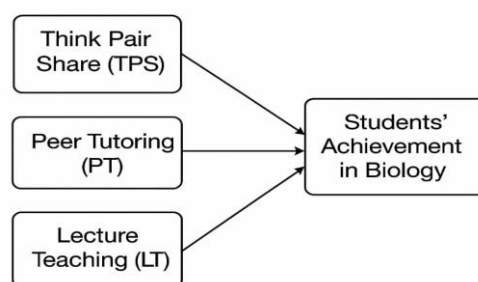 Think Pair
Share (TPS)
Peer Tutoring
(PT)
Lecture
Teaching (LT)
Students'
Achievement
in Biology